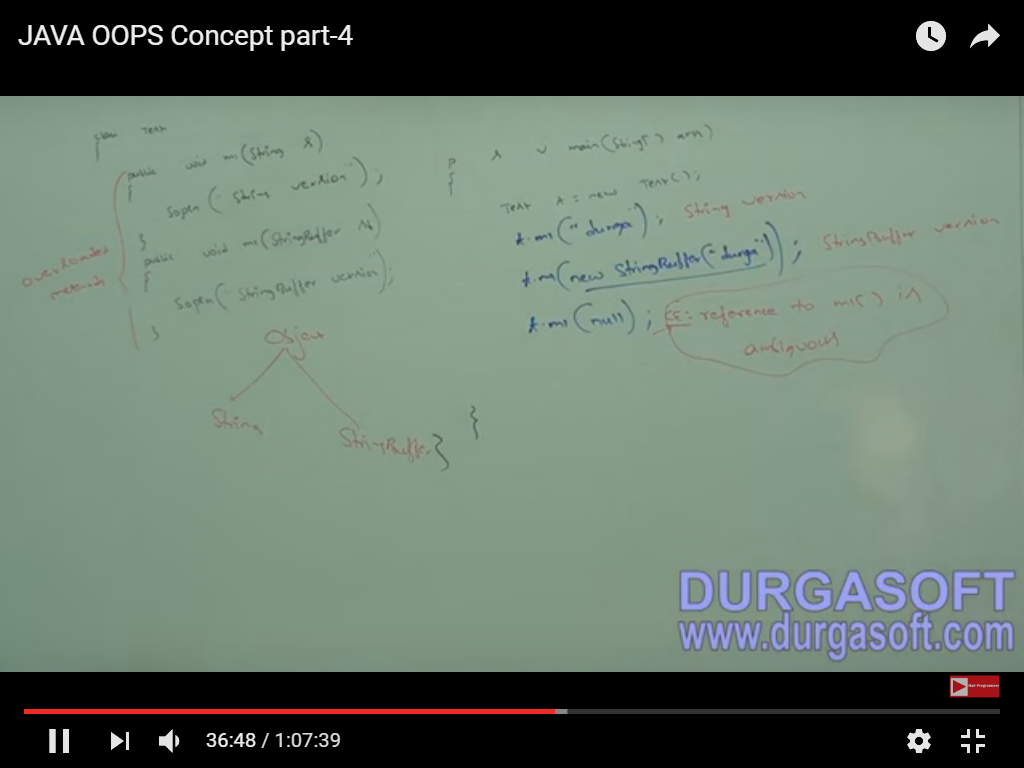 JAVA OOPS Concept part-4
class Test
{
public void m1(String s)
{
Sopln("String version");
}
public void m1(StringBuffer sb)
{
Sopln("StringBuffer version");
}
overloaded
methods
Object
String
StringBuffer
}
P s v main(String[] args)
{
Test t = new Test();
t.m1("durga"); String version
t.m1(new StringBuffer("durga")); StringBuffer version
t.m1(null); CE: reference to m1() is
ambiguous
}
DURGASOFT
www.durgasoft.com
36:48 / 1:07:39